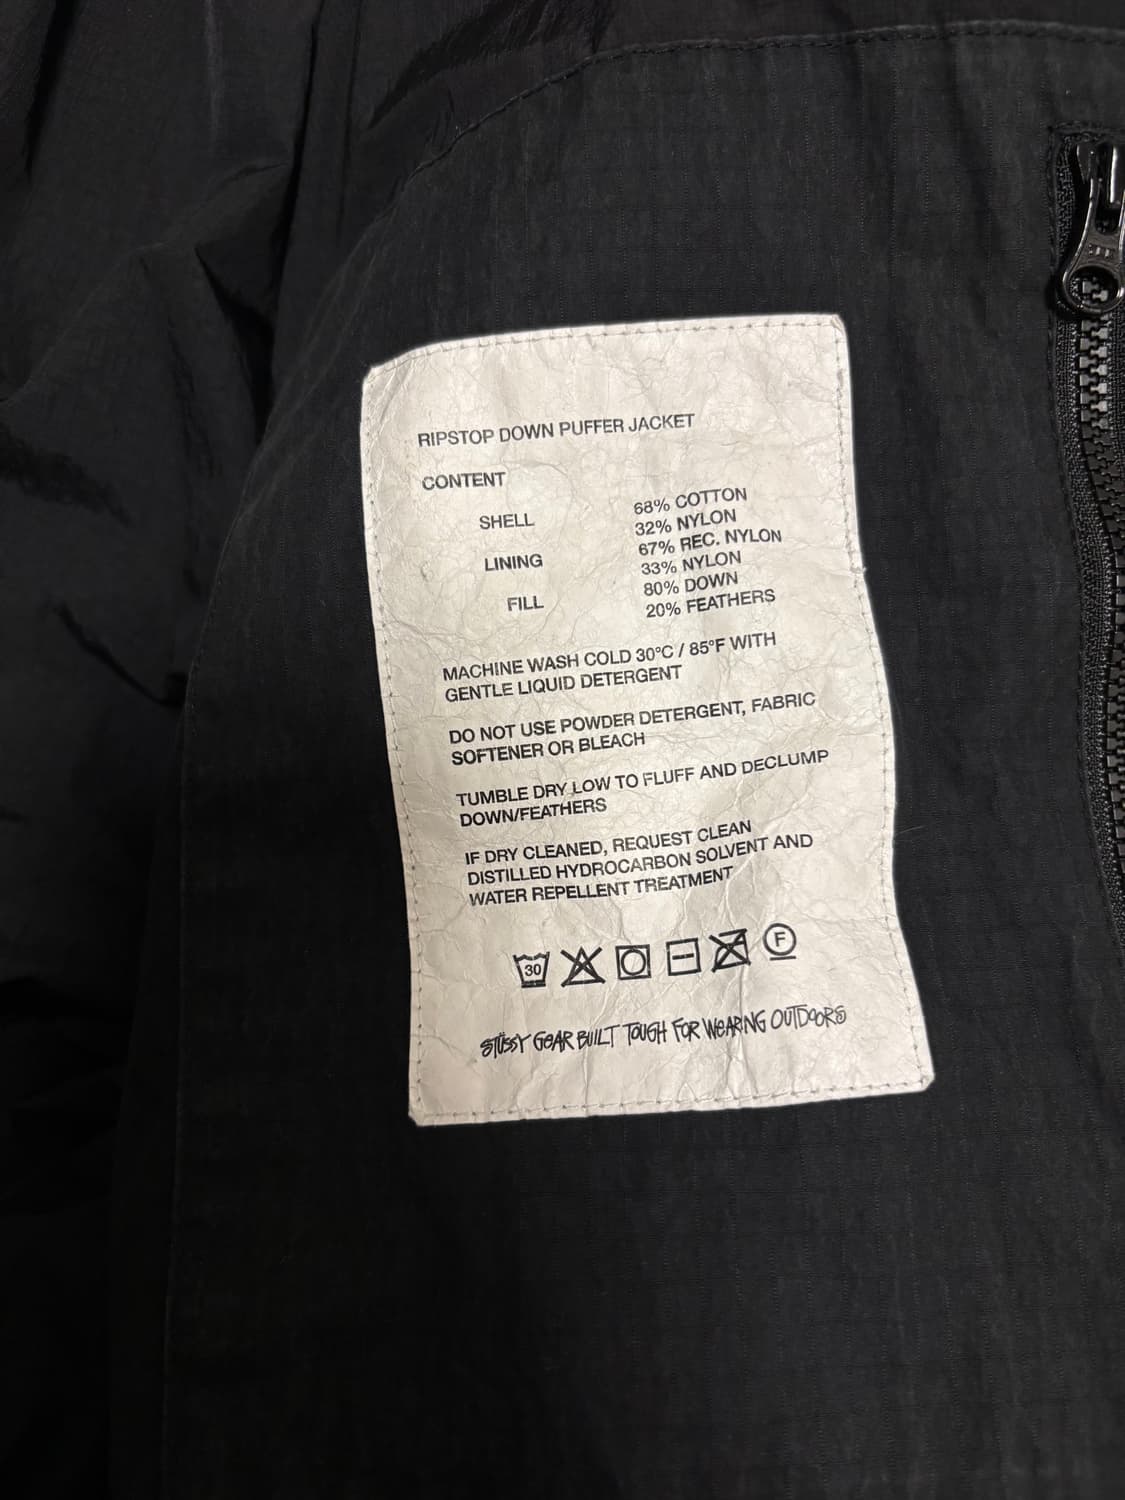 RIPSTOP DOWN PUFFER JACKET
CONTENT
SHELL 68% COTTON
32% NYLON
LINING 67% REC. NYLON
33% NYLON
FILL 80% DOWN
20% FEATHERS
MACHINE WASH COLD 30°C / 85°F WITH
GENTLE LIQUID DETERGENT
DO NOT USE POWDER DETERGENT, FABRIC
SOFTENER OR BLEACH
TUMBLE DRY LOW TO FLUFF AND DECLUMP
DOWN/FEATHERS
IF DRY CLEANED, REQUEST CLEAN
DISTILLED HYDROCARBON SOLVENT AND
WATER REPELLENT TREATMENT
30 F
STÜSSY GEAR BUILT TOUGH FOR WEARING OUTDOORS